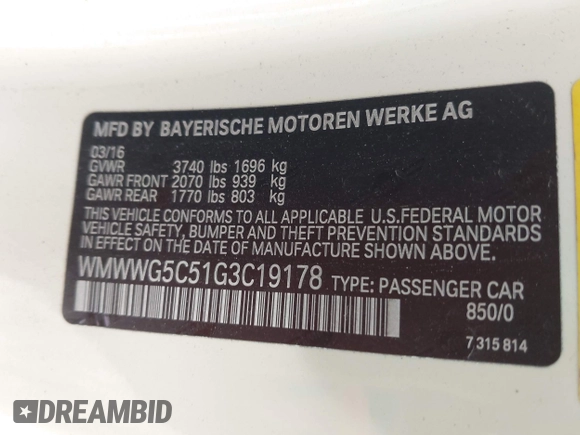 MFD BY BAYERISCHE MOTOREN WERKE AG
03/16
GVWR 3740 lbs 1696 kg
GAWR FRONT 2070 lbs 939 kg
GAWR REAR 1770 lbs 803 kg
THIS VEHICLE CONFORMS TO ALL APPLICABLE U.S.FEDERAL MOTOR
VEHICLE SAFETY, BUMPER AND THEFT PREVENTION STANDARDS
IN EFFECT ON THE DATE OF MANUFACTURE SHOWN ABOVE.
WMWWG5C51G3C19178 TYPE: PASSENGER CAR
850/0
7 315 814
DREAMBID